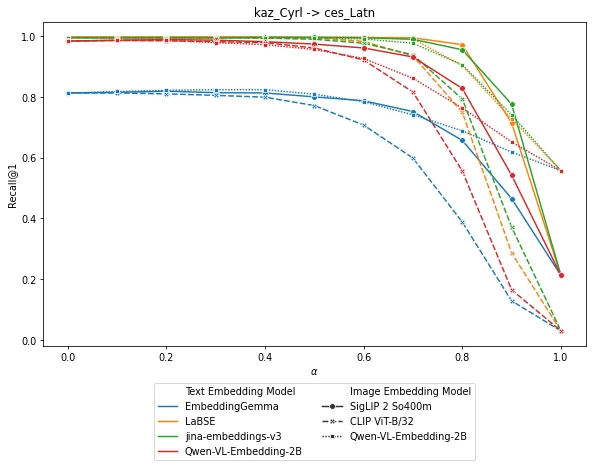 kaz_Cyrl -> ces_Latn
Recall@1
1.0
0.8
0.6
0.4
0.2
0.0
0.0 0.2 0.4 0.6 0.8 1.0
α
Text Embedding Model Image Embedding Model
EmbeddingGemma SigLIP 2 So400m
LaBSE CLIP ViT-B/32
jina-embeddings-v3 Qwen-VL-Embedding-2B
Qwen-VL-Embedding-2B